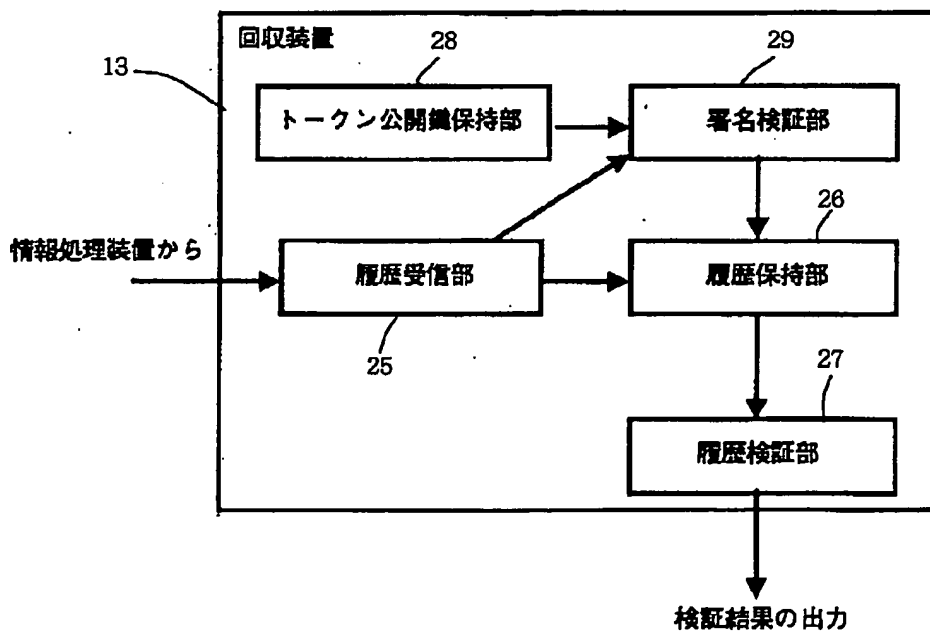 回収装置
13
28
トークン公開鍵保持部
29
署名検証部
情報処理装置から
履歴受信部
25
26
履歴保持部
27
履歴検証部
検証結果の出力